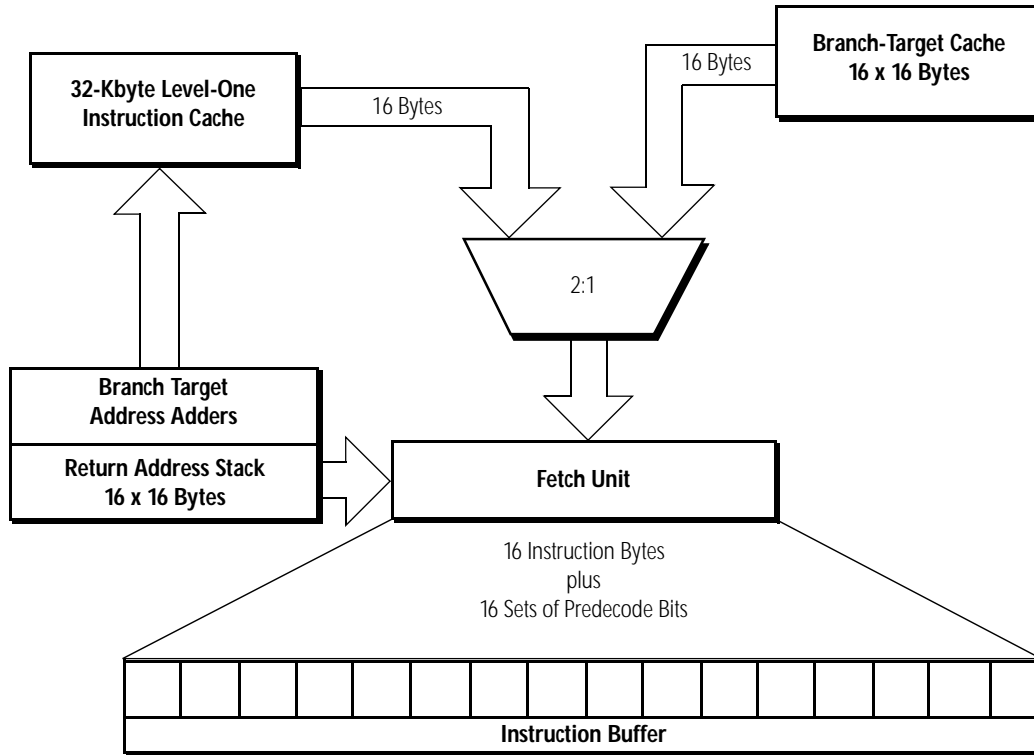 32-Kbyte Level-One
Instruction Cache
16 Bytes
16 Bytes
Branch-Target Cache
16 x 16 Bytes
2:1
Branch Target
Address Adders
Return Address Stack
16 x 16 Bytes
Fetch Unit
16 Instruction Bytes
plus
16 Sets of Predecode Bits
Instruction Buffer